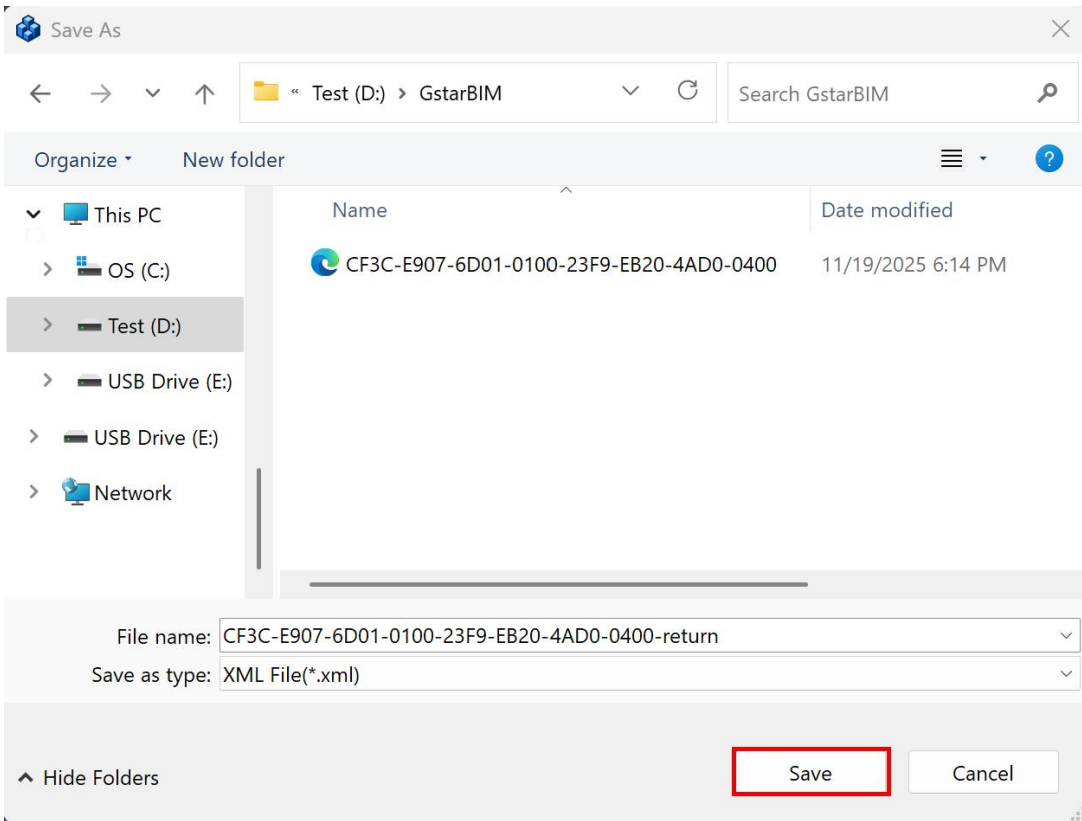 Save As
« Test (D:) > GstarBIM
Search GstarBIM
Organize
New folder
?
This PC
Name
Date modified
OS (C:)
CF3C-E907-6D01-0100-23F9-EB20-4AD0-0400
11/19/2025 6:14 PM
Test (D:)
USB Drive (E:)
USB Drive (E:)
Network
File name: CF3C-E907-6D01-0100-23F9-EB20-4AD0-0400-return
Save as type: XML File(*.xml)
Hide Folders
Save
Cancel